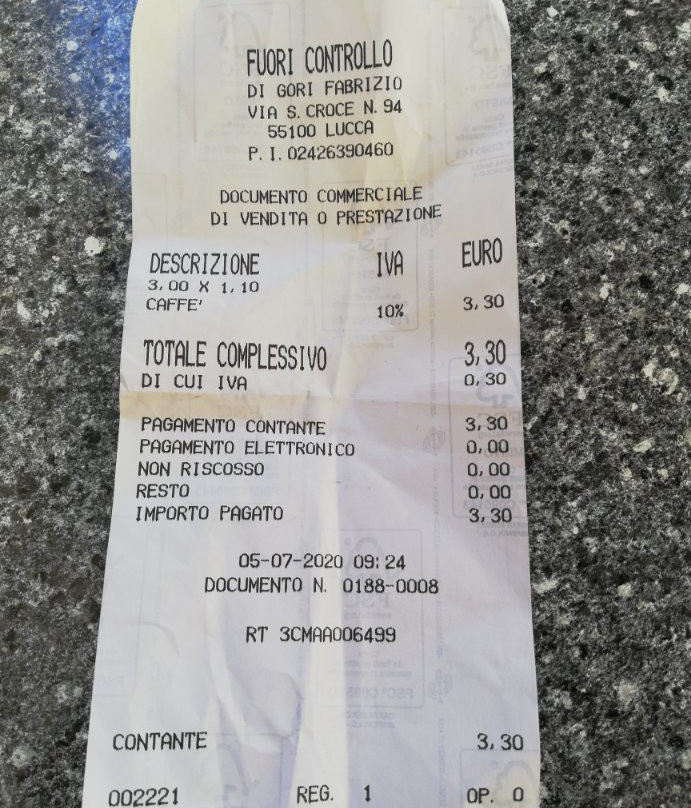 FUORI CONTROLLO
DI GORI FABRIZIO
VIA S. CROCE N. 94
55100 LUCCA
P. I. 02426390460
DOCUMENTO COMMERCIALE
DI VENDITA O PRESTAZIONE
DESCRIZIONE IVA EURO
3,00 X 1,10
CAFFE' 10% 3,30
TOTALE COMPLESSIVO 3,30
DI CUI IVA 0,30
PAGAMENTO CONTANTE 3,30
PAGAMENTO ELETTRONICO 0,00
NON RISCOSSO 0,00
RESTO 0,00
IMPORTO PAGATO 3,30
05-07-2020 09:24
DOCUMENTO N. 0188-0008
RT 3CMAA006499
CONTANTE 3,30
002221 REG. 1 OP. 0